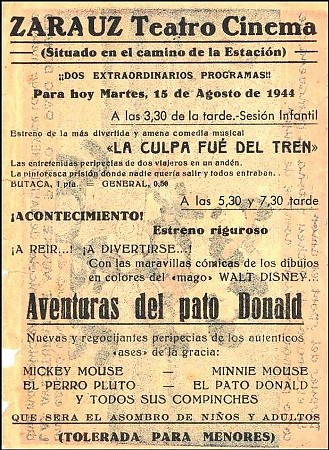 ZARAUZ Teatro Cinema
(Situado en el camino de la Estación)
¡¡DOS EXTRAORDINARIOS PROGRAMAS!!
Para hoy Martes, 15 de Agosto de 1944
A las 3,30 de la tarde.-Sesión Infantil
Estreno de la más divertida y amena comedia musical
«LA CULPA FUÉ DEL TREN»
Las entretenidas peripecias de dos viajeros en un andén.
La pintoresca prisión donde nadie quería salir y todos entraban..
BUTACA, 1 pta. = GENERAL, 0,50
A las 5,30 y 7,30 tarde
¡ACONTECIMIENTO!
Estreno riguroso
¡A REIR...! ¡A DIVERTIRSE...!
Con las maravillas cómicas de los dibujos
en colores del «mago» WALT DISNEY...
Aventuras del pato Donald
Nuevas y regocijantes peripecias de los autenticos
«ases» de la gracia:
MICKEY MOUSE — MINNIE MOUSE
EL PERRO PLUTO — EL PATO DONALD
Y TODOS SUS COMPINCHES
QUE SERA EL ASOMBRO DE NIÑOS Y ADULTOS
(TOLERADA PARA MENORES)